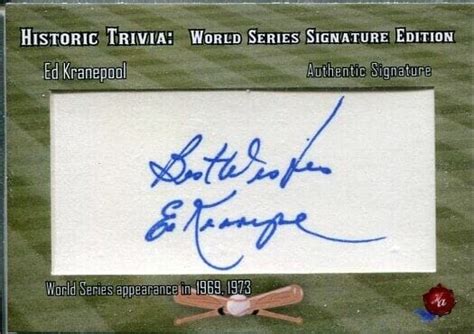 Historic Trivia: World Series Signature Edition
Ed Kranepool Authentic Signature
Best Wishes
Ed Kranepool
World Series appearance in 1969, 1973